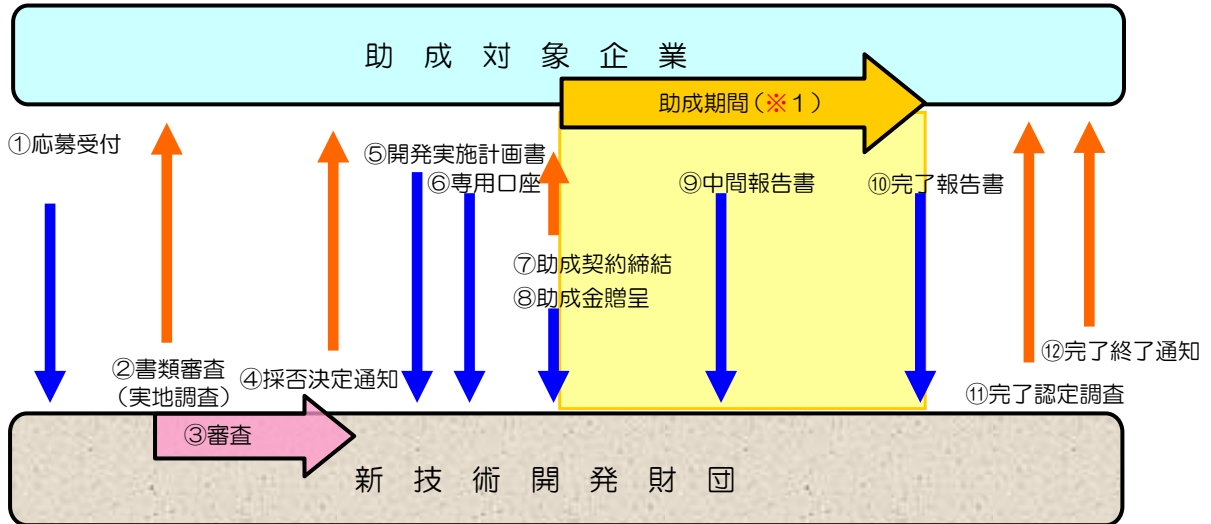 助成対象企業
助成期間(※1)
①応募受付
⑤開発実施計画書
⑥専用口座
⑨中間報告書
⑩完了報告書
⑦助成契約締結
⑧助成金贈呈
②書類審査
(実地調査)
④採否決定通知
⑫完了終了通知
⑪完了認定調査
③審査
新技術開発財団